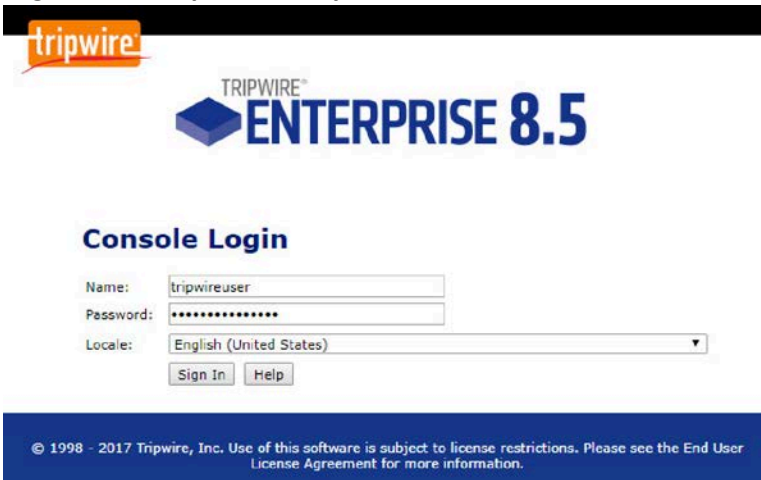 tripwire
TRIPWIRE®
ENTERPRISE 8.5
Console Login
Name: tripwireuser
Password: •••••••••••••••
Locale: English (United States)
Sign In Help
© 1998 - 2017 Tripwire, Inc. Use of this software is subject to license restrictions. Please see the End User
License Agreement for more information.